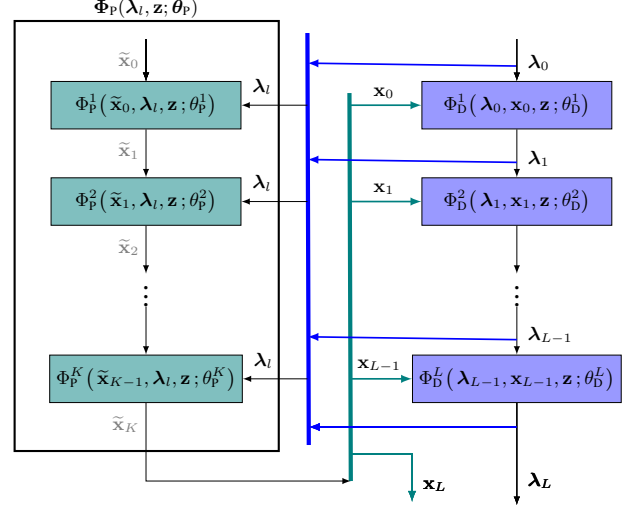 Φ_P(λ_l, z; θ_P)
x̃_0
λ_0
λ_l
x_0
Φ_P^1(x̃_0, λ_l, z; θ_P^1)
Φ_D^1(λ_0, x_0, z; θ_D^1)
x̃_1
λ_1
λ_l
x_1
Φ_P^2(x̃_1, λ_l, z; θ_P^2)
Φ_D^2(λ_1, x_1, z; θ_D^2)
x̃_2
⋮
⋮
λ_{L−1}
λ_l
x_{L−1}
Φ_P^K(x̃_{K−1}, λ_l, z; θ_P^K)
Φ_D^L(λ_{L−1}, x_{L−1}, z; θ_D^L)
x̃_K
x_L
λ_L